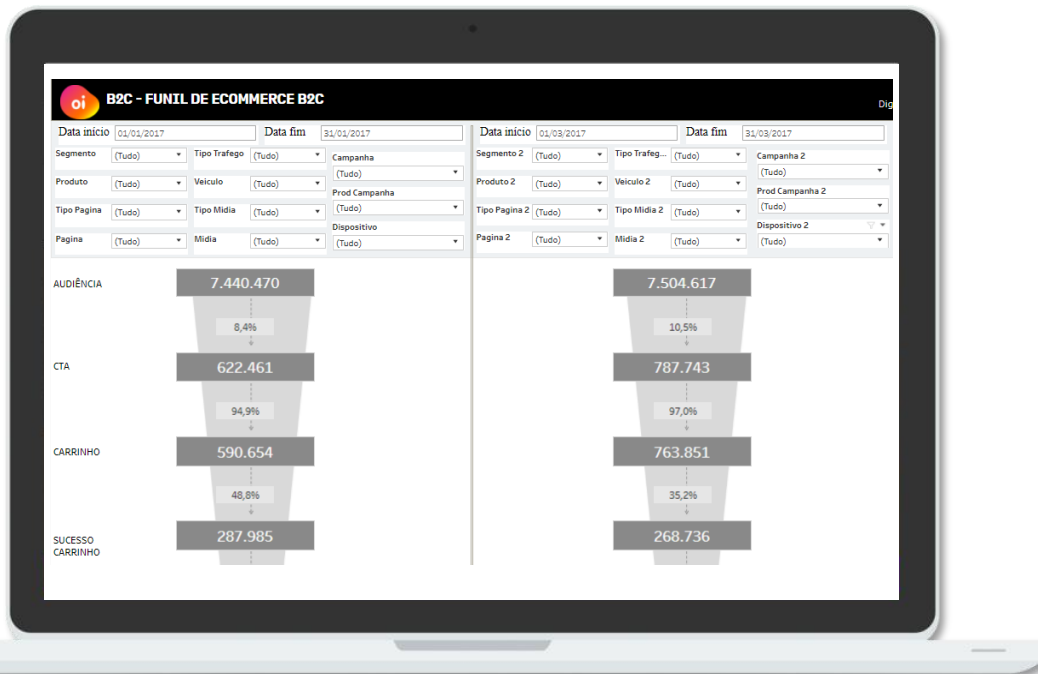 oi
B2C - FUNIL DE ECOMMERCE B2C
Dig
Data início 01/01/2017 Data fim 31/01/2017
Segmento (Tudo) Tipo Trafego (Tudo) Campanha
(Tudo)
Produto (Tudo) Veiculo (Tudo) Prod Campanha
(Tudo)
Tipo Pagina (Tudo) Tipo Midia (Tudo) Dispositivo
(Tudo)
Pagina (Tudo) Midia (Tudo)
Data início 01/03/2017 Data fim 31/03/2017
Segmento 2 (Tudo) Tipo Trafeg... (Tudo) Campanha 2
(Tudo)
Produto 2 (Tudo) Veiculo 2 (Tudo) Prod Campanha 2
(Tudo)
Tipo Pagina 2 (Tudo) Tipo Midia 2 (Tudo) Dispositivo 2
(Tudo)
Pagina 2 (Tudo) Midia 2 (Tudo)
AUDIÊNCIA 7.440.470 7.504.617
8,4% 10,5%
CTA 622.461 787.743
94,9% 97,0%
CARRINHO 590.654 763.851
48,8% 35,2%
SUCESSO
CARRINHO 287.985 268.736